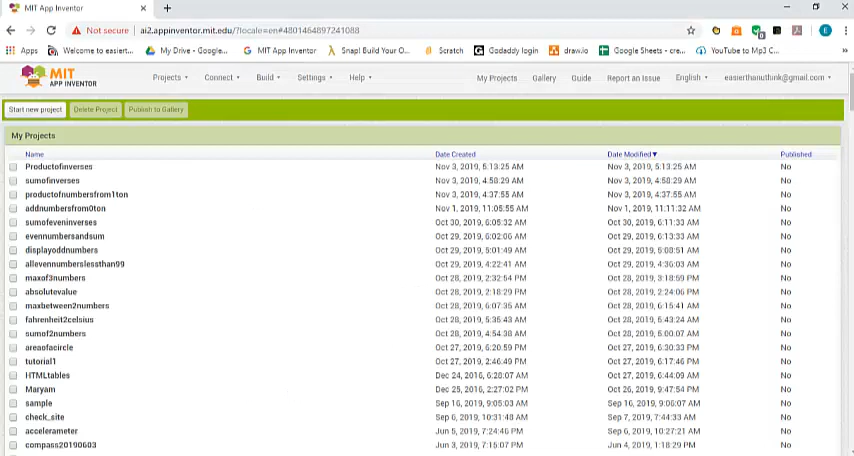 MIT App Inventor
Not secure | ai2.appinventor.mit.edu/?locale=en#4801464897241088
Apps Welcome to easiert... My Drive - Google... MIT App Inventor Snap! Build Your O... Scratch Godaddy login draw.io Google Sheets - cre... YouTube to Mp3 C...
MIT APP INVENTOR Projects Connect Build Settings Help My Projects Gallery Guide Report an Issue English easierthanuthink@gmail.com
Start new project Delete Project Publish to Gallery
My Projects
Name Date Created Date Modified Published
Productofinverses Nov 3, 2019, 5:13:25 AM Nov 3, 2019, 5:13:25 AM No
sumofinverses Nov 3, 2019, 4:58:29 AM Nov 3, 2019, 4:58:29 AM No
productofnumbersfrom1ton Nov 3, 2019, 4:37:55 AM Nov 3, 2019, 4:37:55 AM No
addnumbersfrom0ton Nov 1, 2019, 11:05:55 AM Nov 1, 2019, 11:11:32 AM No
sumofeveninverses Oct 30, 2019, 6:05:32 AM Oct 30, 2019, 6:11:33 AM No
evennumbersandsum Oct 29, 2019, 6:02:06 AM Oct 29, 2019, 6:13:33 AM No
displayoddnumbers Oct 29, 2019, 5:01:49 AM Oct 29, 2019, 5:08:51 AM No
allevennumberslessthan99 Oct 29, 2019, 4:22:41 AM Oct 29, 2019, 4:36:03 AM No
maxof3numbers Oct 28, 2019, 2:32:54 PM Oct 28, 2019, 3:18:59 PM No
absolutevalue Oct 28, 2019, 2:18:29 PM Oct 28, 2019, 2:24:06 PM No
maxbetween2numbers Oct 28, 2019, 6:07:35 AM Oct 28, 2019, 6:15:41 AM No
fahrenheit2celsius Oct 28, 2019, 5:35:43 AM Oct 28, 2019, 5:43:24 AM No
sumof2numbers Oct 28, 2019, 4:54:38 AM Oct 28, 2019, 5:00:07 AM No
areaofacircle Oct 27, 2019, 6:20:59 PM Oct 27, 2019, 6:30:33 PM No
tutorial1 Oct 27, 2019, 2:46:49 PM Oct 27, 2019, 6:17:46 PM No
HTMLtables Dec 24, 2016, 6:28:07 AM Oct 27, 2019, 6:44:09 AM No
Maryam Dec 25, 2016, 2:27:02 PM Oct 26, 2019, 9:47:54 PM No
sample Sep 16, 2019, 9:05:03 AM Sep 16, 2019, 9:06:07 AM No
check_site Sep 6, 2019, 10:31:48 AM Sep 7, 2019, 7:44:33 AM No
accelerameter Jun 5, 2019, 7:24:46 PM Sep 6, 2019, 10:27:21 AM No
compass20190603 Jun 3, 2019, 7:15:07 PM Jun 4, 2019, 1:18:29 PM No